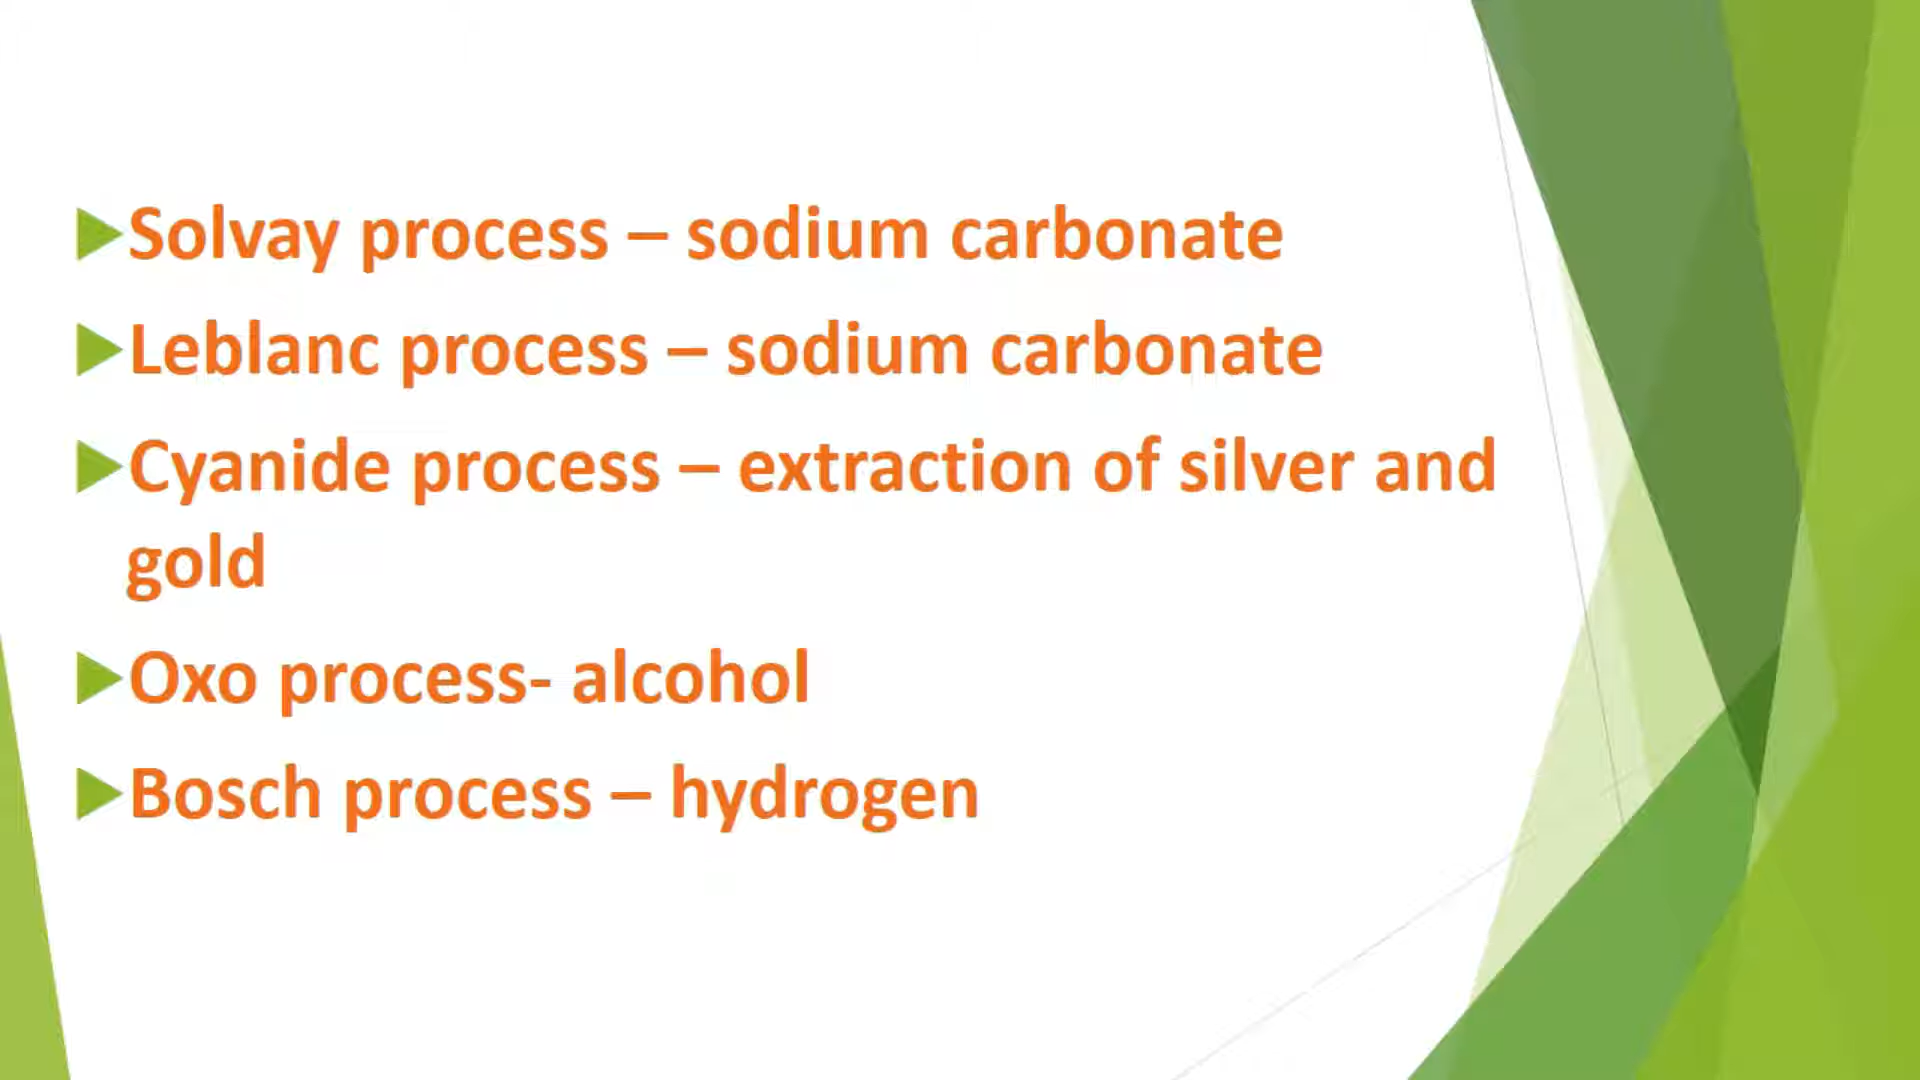 Solvay process – sodium carbonate
Leblanc process – sodium carbonate
Cyanide process – extraction of silver and
gold
Oxo process- alcohol
Bosch process – hydrogen